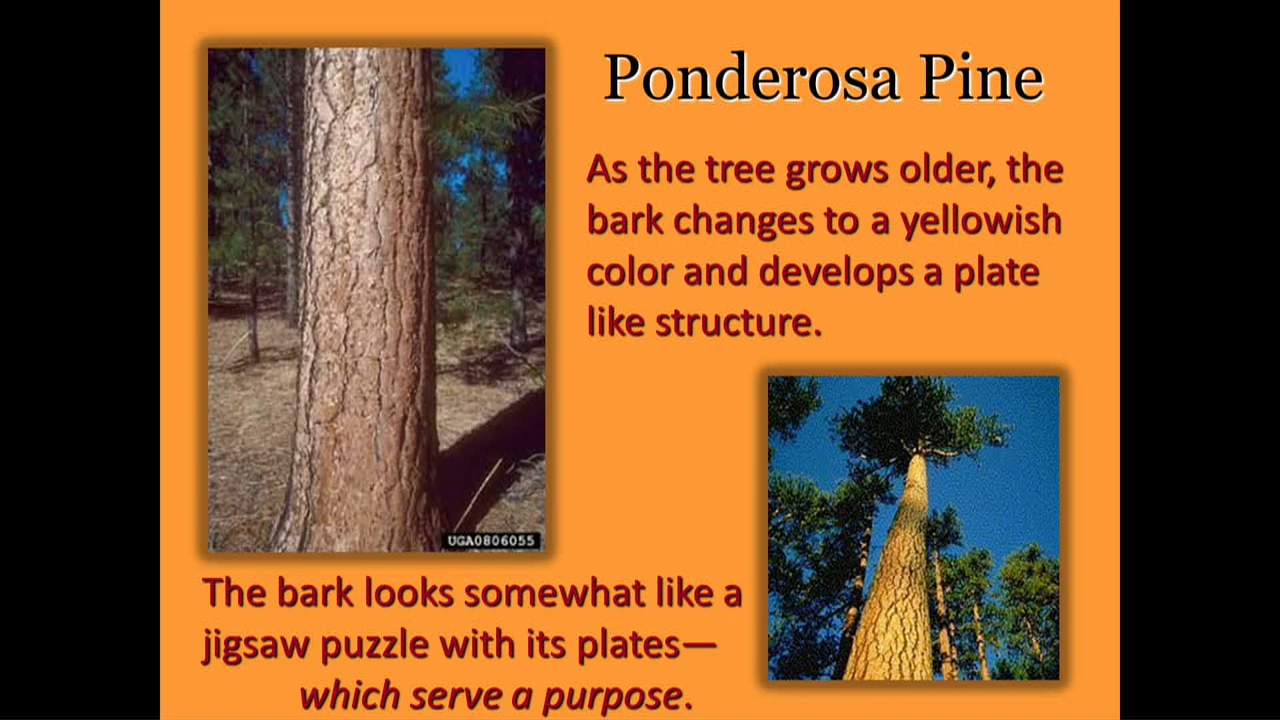 Ponderosa Pine
As the tree grows older, the
bark changes to a yellowish
color and develops a plate
like structure.
UGA0806055
The bark looks somewhat like a
jigsaw puzzle with its plates—
which serve a purpose.